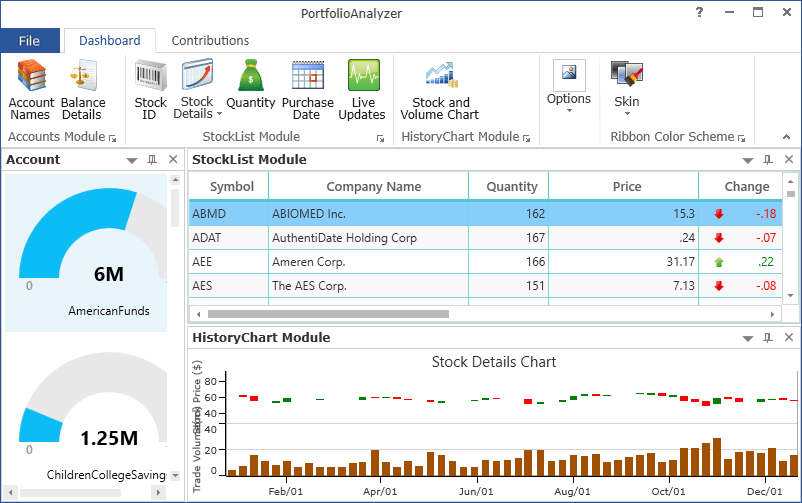 PortfolioAnalyzer
?
File Dashboard Contributions
Account Names
Balance Details
Stock ID
Stock Details
Quantity
Purchase Date
Live Updates
Stock and Volume Chart
Options
Skin
Accounts Module
StockList Module
HistoryChart Module
Ribbon Color Scheme
Account
6M
0
AmericanFunds
1.25M
0
ChildrenCollegeSavings
StockList Module
Symbol Company Name Quantity Price Change
ABMD ABIOMED Inc. 162 15.3 -.18
ADAT AuthentiDate Holding Corp 167 .24 -.07
AEE Ameren Corp. 166 31.17 .22
AES The AES Corp. 151 7.13 -.08
HistoryChart Module
Stock Details Chart
Price ($)
80
60
40
Trade Volume
40
20
0
Feb/01 Apr/01 Jun/01 Aug/01 Oct/01 Dec/01